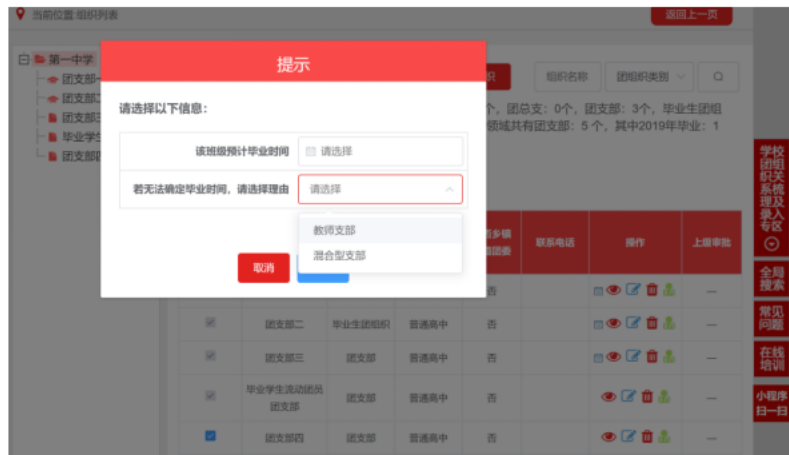 当前位置:组织列表
返回上一页
第一中学
提示
团支部一
组织名称
团组织类别
团支部二
请选择以下信息：
个，团总支：0个，团支部：3个，毕业生团组
团支部三
领域共有团支部：5 个，其中2019年毕业：1
毕业学生
该班级预计毕业时间
请选择
团支部四
若无法确定毕业时间，请选择理由
请选择
教师支部
混合型支部
取消
联系电话
操作
上级审批
否
—
团支部二
毕业生团组织
普通高中
否
—
团支部三
团支部
普通高中
否
—
毕业学生流动团员
团支部
团支部
普通高中
否
—
团支部四
团支部
普通高中
否
—
学校
团组
织关
系梳
理及
录入
专区
全局
搜索
常见
问题
在线
培训
小程序
扫一扫